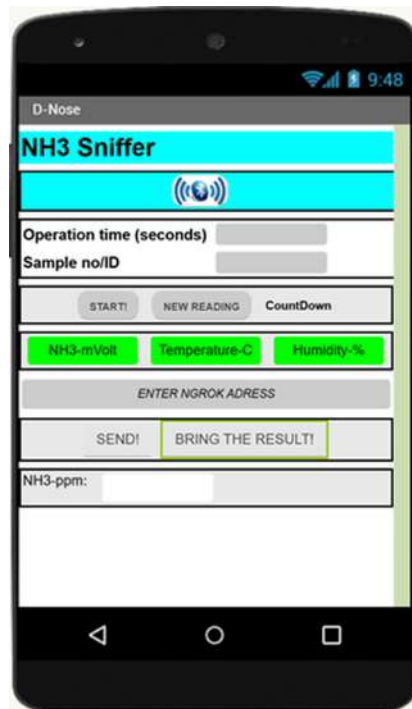 9:48
D-Nose
NH3 Sniffer
Operation time (seconds)
Sample no/ID
START! NEW READING CountDown
NH3-mVolt Temperature-C Humidity-%
ENTER NGROK ADRESS
SEND! BRING THE RESULT!
NH3-ppm: